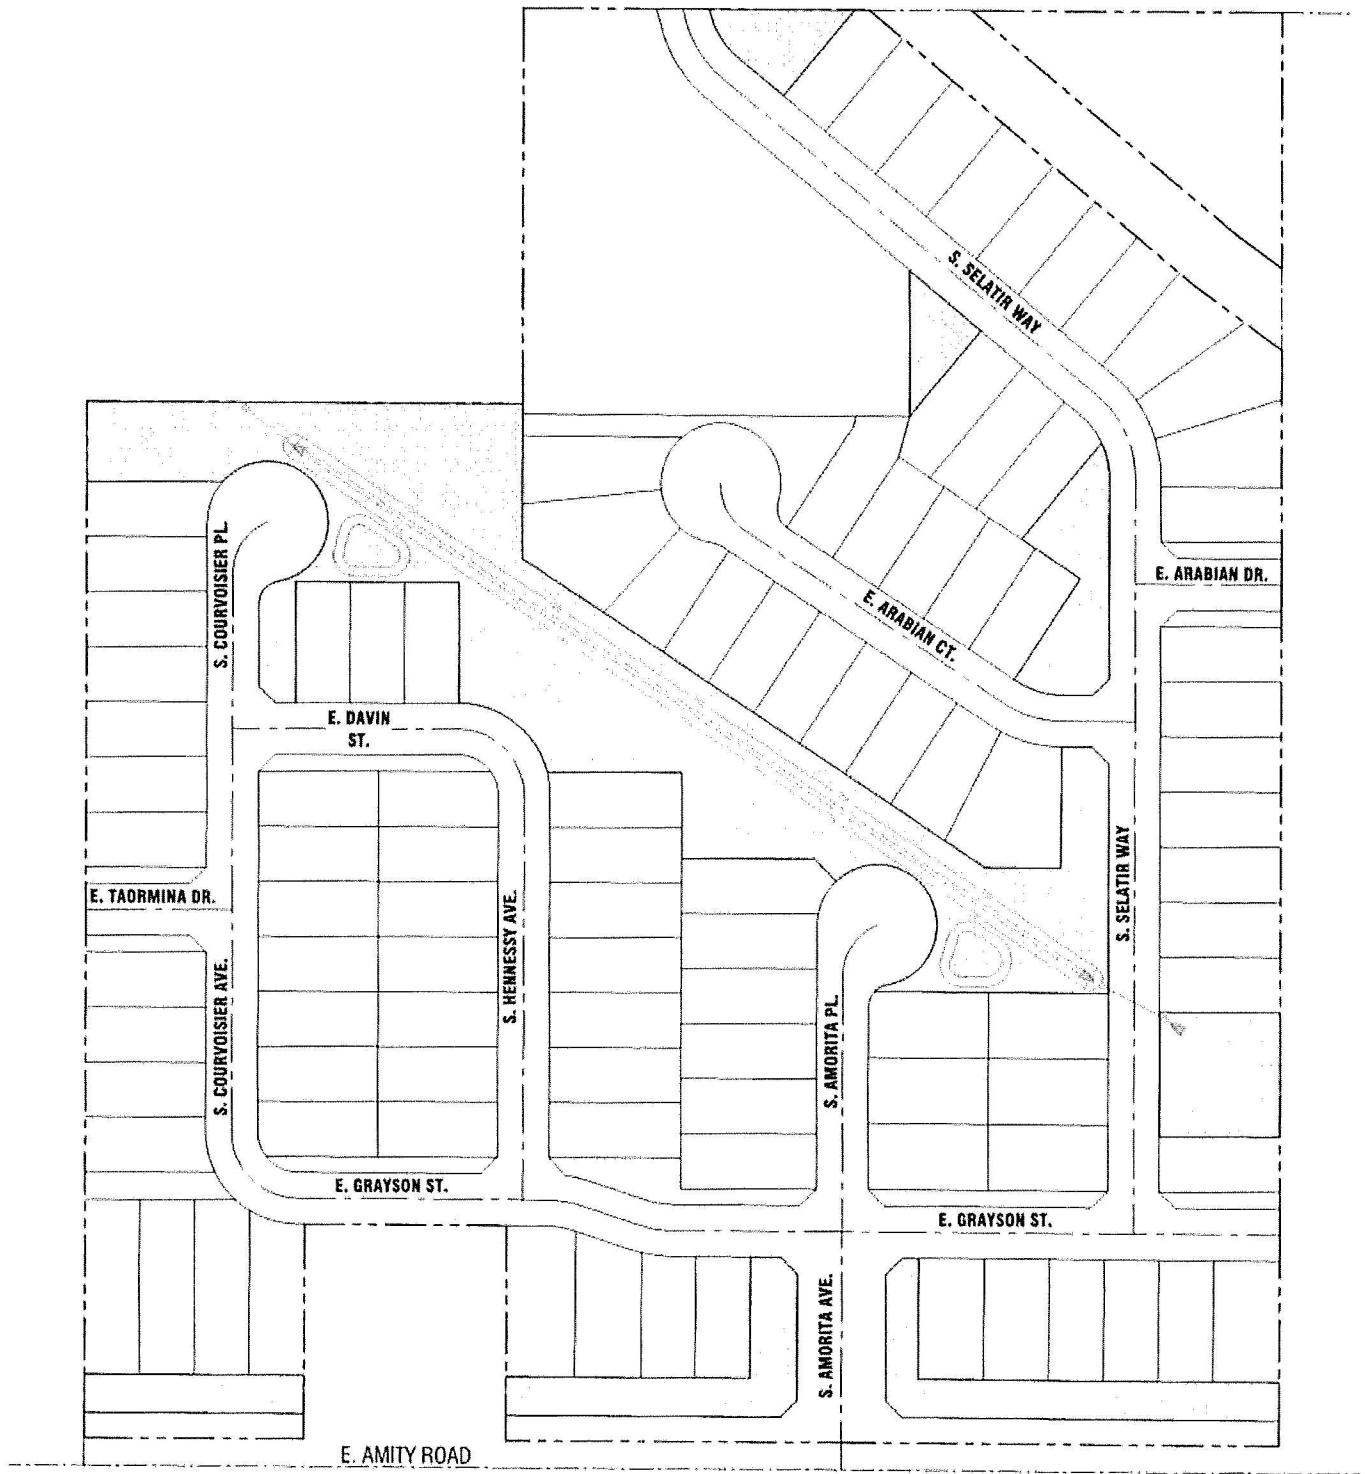 S. SELATIR WAY
S. COURVOISIER PL.
E. ARABIAN DR.
E. ARABIAN CT.
E. DAVIN
ST.
E. TAORMINA DR.
S. HENNESSY AVE.
S. SELATIR WAY
S. COURVOISIER AVE.
S. AMORITA PL.
E. GRAYSON ST.
E. GRAYSON ST.
S. AMORITA AVE.
E. AMITY ROAD